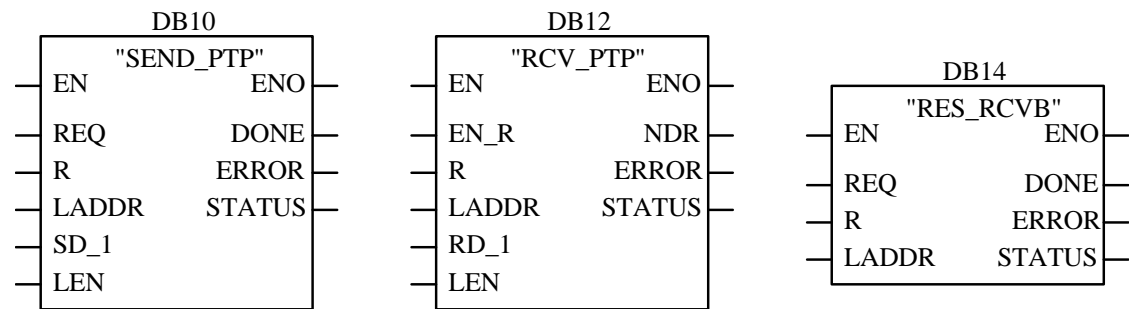 DB10
"SEND_PTP"
EN ENO
REQ DONE
R ERROR
LADDR STATUS
SD_1
LEN
DB12
"RCV_PTP"
EN ENO
EN_R NDR
R ERROR
LADDR STATUS
RD_1
LEN
DB14
"RES_RCVB"
EN ENO
REQ DONE
R ERROR
LADDR STATUS